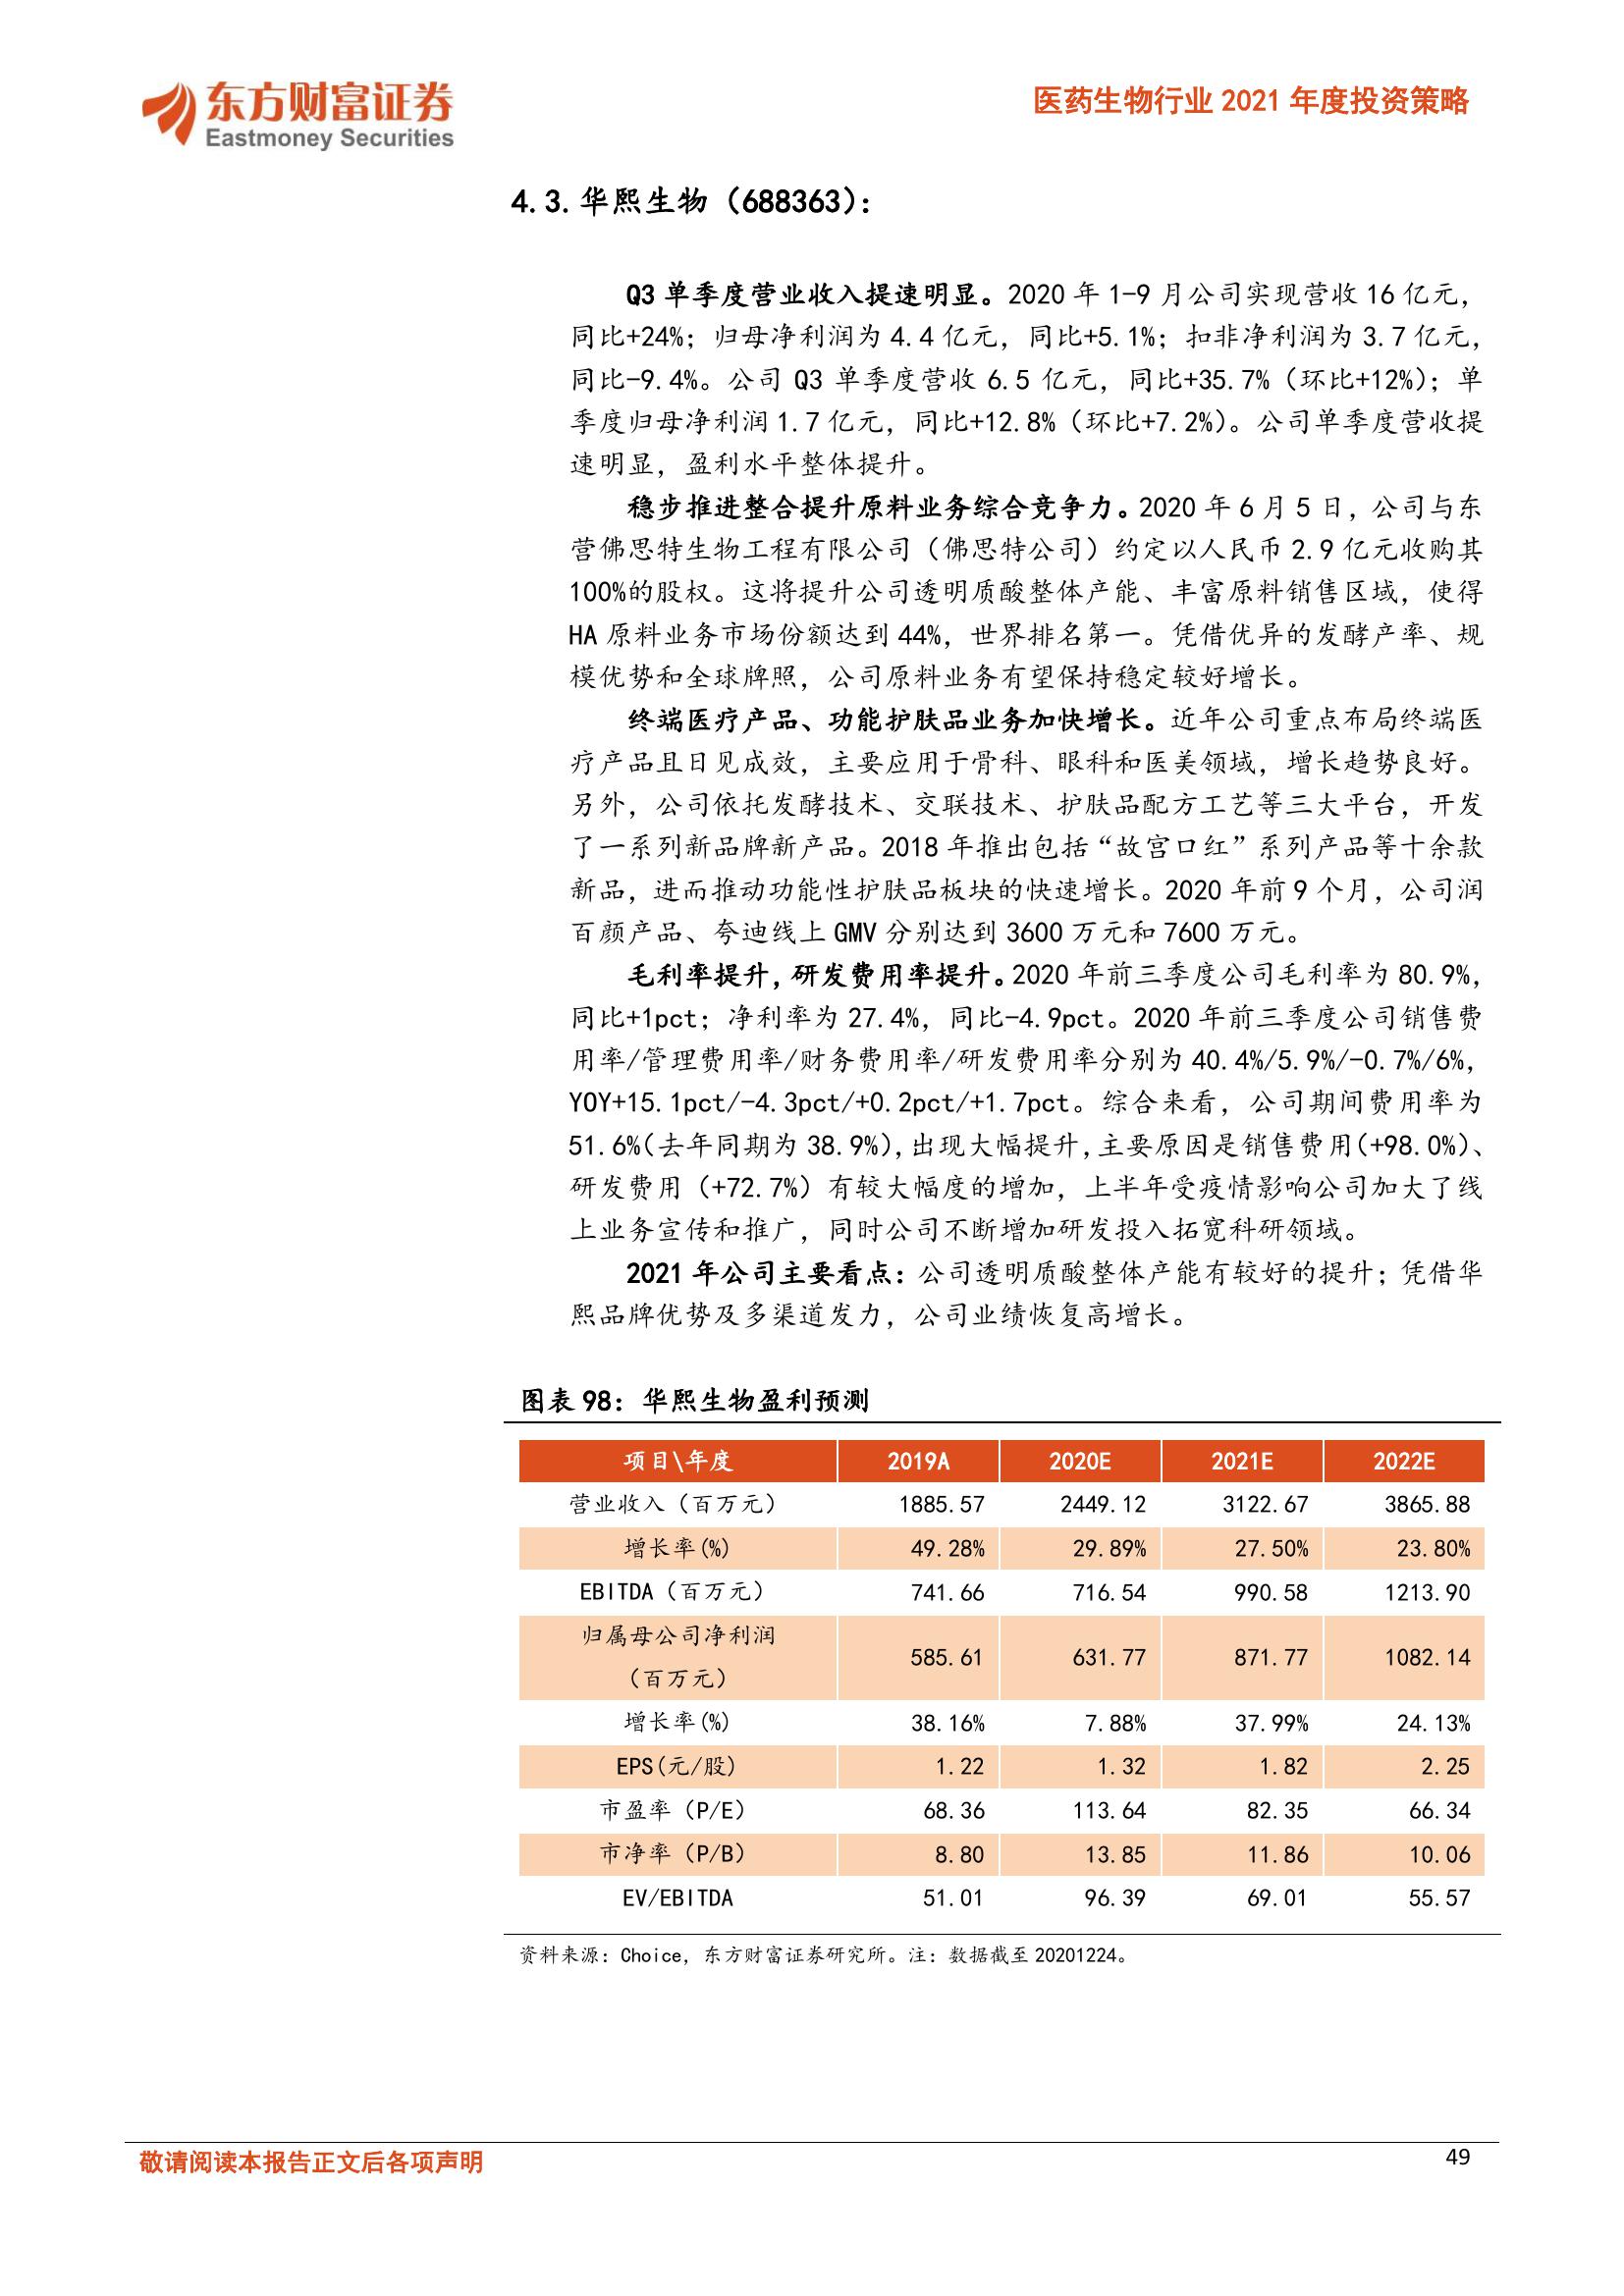 东方财富证券
Eastmoney Securities
医药生物行业 2021 年度投资策略
4.3.华熙生物（688363）：
Q3 单季度营业收入提速明显。2020 年 1-9 月公司实现营收 16 亿元，
同比+24%；归母净利润为 4.4 亿元，同比+5.1%；扣非净利润为 3.7 亿元，
同比-9.4%。公司 Q3 单季度营收 6.5 亿元，同比+35.7%（环比+12%）；单
季度归母净利润 1.7 亿元，同比+12.8%（环比+7.2%）。公司单季度营收提
速明显，盈利水平整体提升。
稳步推进整合提升原料业务综合竞争力。2020 年 6 月 5 日，公司与东
营佛思特生物工程有限公司（佛思特公司）约定以人民币 2.9 亿元收购其
100%的股权。这将提升公司透明质酸整体产能、丰富原料销售区域，使得
HA 原料业务市场份额达到 44%，世界排名第一。凭借优异的发酵产率、规
模优势和全球牌照，公司原料业务有望保持稳定较好增长。
终端医疗产品、功能护肤品业务加快增长。近年公司重点布局终端医
疗产品且日见成效，主要应用于骨科、眼科和医美领域，增长趋势良好。
另外，公司依托发酵技术、交联技术、护肤品配方工艺等三大平台，开发
了一系列新品牌新产品。2018 年推出包括“故宫口红”系列产品等十余款
新品，进而推动功能性护肤品板块的快速增长。2020 年前 9 个月，公司润
百颜产品、夸迪线上 GMV 分别达到 3600 万元和 7600 万元。
毛利率提升，研发费用率提升。2020 年前三季度公司毛利率为 80.9%，
同比+1pct；净利率为 27.4%，同比-4.9pct。2020 年前三季度公司销售费
用率/管理费用率/财务费用率/研发费用率分别为 40.4%/5.9%/-0.7%/6%，
YOY+15.1pct/-4.3pct/+0.2pct/+1.7pct。综合来看，公司期间费用率为
51.6%(去年同期为 38.9%)，出现大幅提升，主要原因是销售费用(+98.0%)、
研发费用（+72.7%）有较大幅度的增加，上半年受疫情影响公司加大了线
上业务宣传和推广，同时公司不断增加研发投入拓宽科研领域。
2021 年公司主要看点：公司透明质酸整体产能有较好的提升；凭借华
熙品牌优势及多渠道发力，公司业绩恢复高增长。
图表 98：华熙生物盈利预测
项目\年度 2019A 2020E 2021E 2022E
营业收入（百万元） 1885.57 2449.12 3122.67 3865.88
增长率(%) 49.28% 29.89% 27.50% 23.80%
EBITDA（百万元） 741.66 716.54 990.58 1213.90
归属母公司净利润
（百万元） 585.61 631.77 871.77 1082.14
增长率(%) 38.16% 7.88% 37.99% 24.13%
EPS(元/股) 1.22 1.32 1.82 2.25
市盈率（P/E） 68.36 113.64 82.35 66.34
市净率（P/B） 8.80 13.85 11.86 10.06
EV/EBITDA 51.01 96.39 69.01 55.57
资料来源：Choice，东方财富证券研究所。注：数据截至 20201224。
敬请阅读本报告正文后各项声明
49